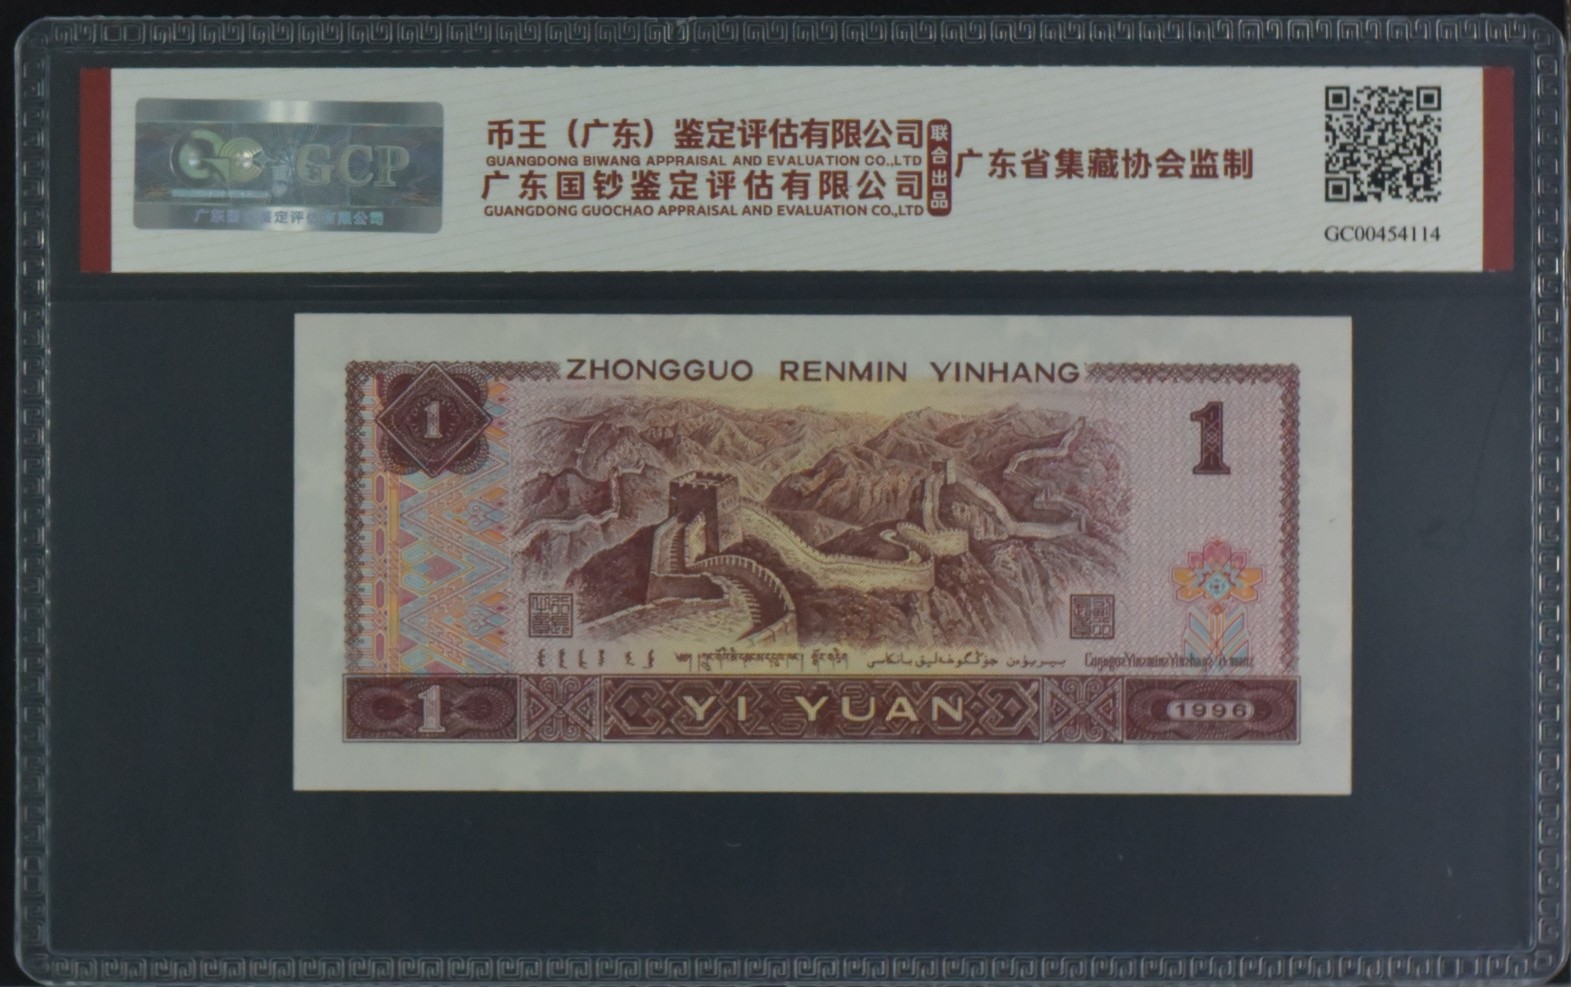 GCP
币王（广东）鉴定评估有限公司
GUANGDONG BIWANG APPRAISAL AND EVALUATION CO.,LTD
广东国钞鉴定评估有限公司
GUANGDONG GUOCHAO APPRAISAL AND EVALUATION CO.,LTD
联合出品
广东省集藏协会监制
GC00454114
ZHONGGUO RENMIN YINHANG
1
1
1
YI YUAN
1996